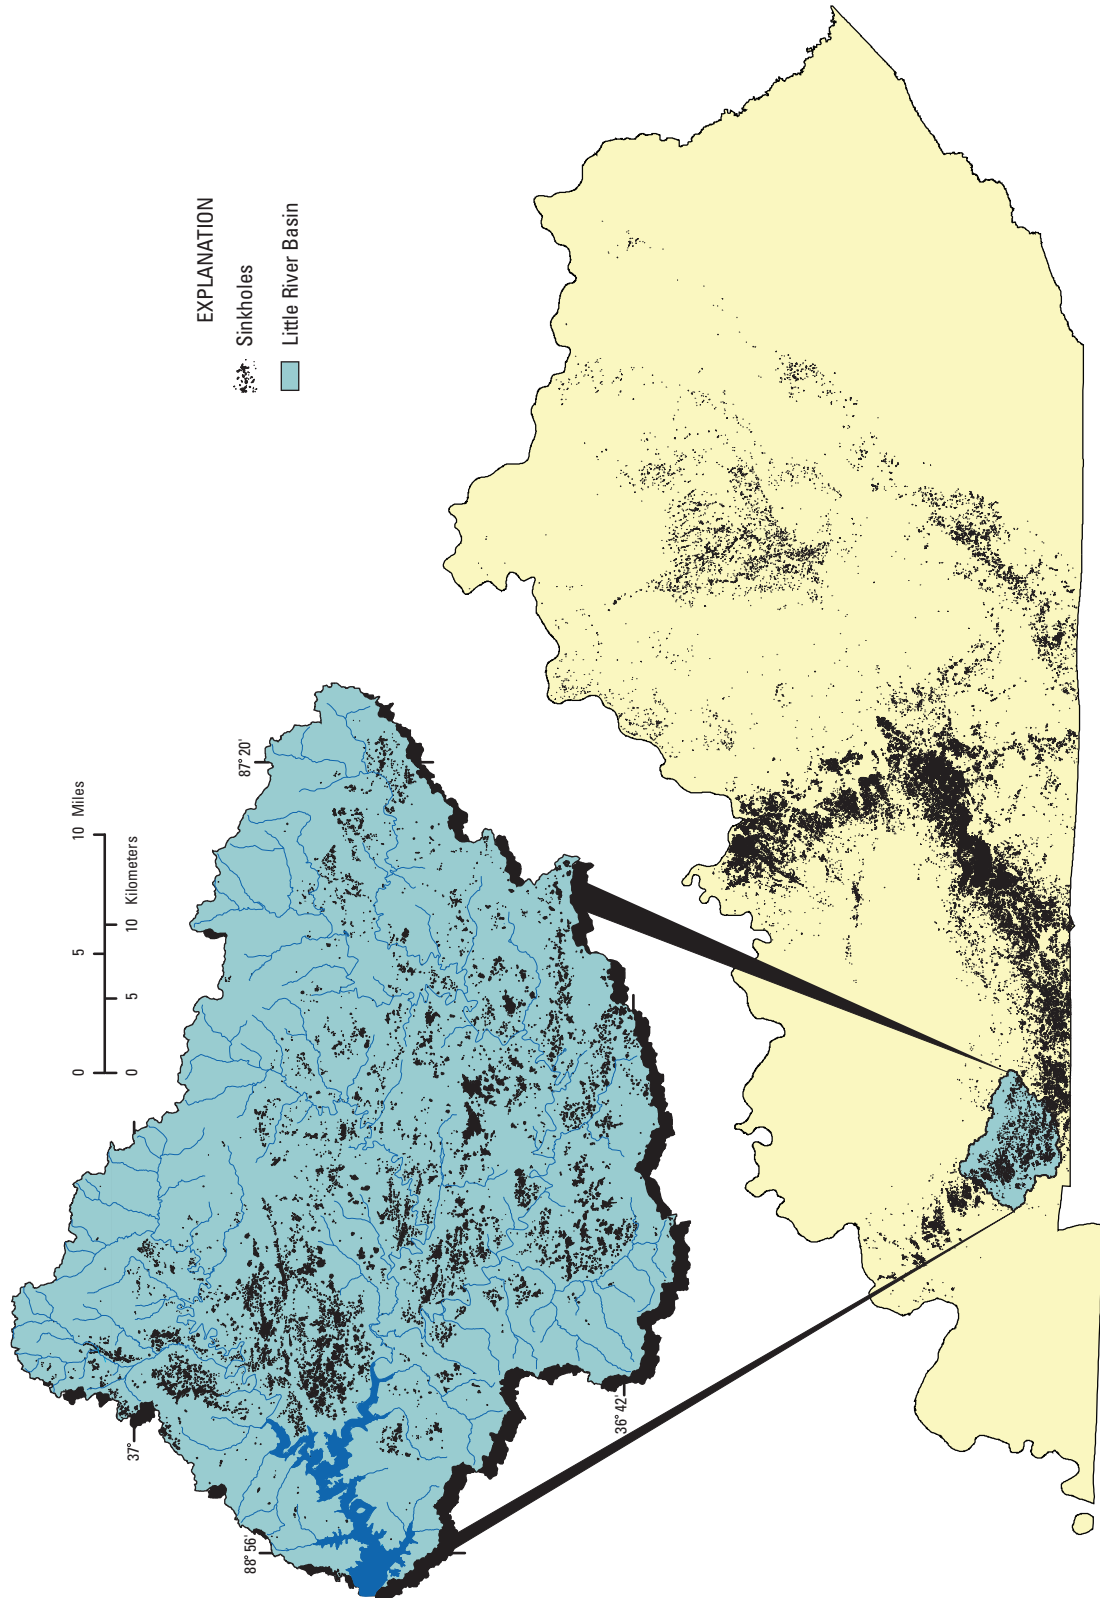 EXPLANATION
Sinkholes
Little River Basin
0 5 10 Miles
0 5 10 Kilometers
88° 56'
87° 20'
37°
36° 42'